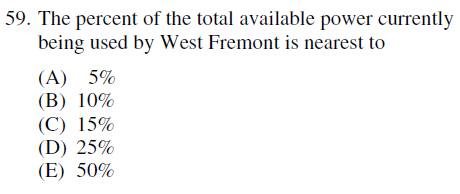 59. The percent of the total available power currently
being used by West Fremont is nearest to
(A) 5%
(B) 10%
(C) 15%
(D) 25%
(E) 50%